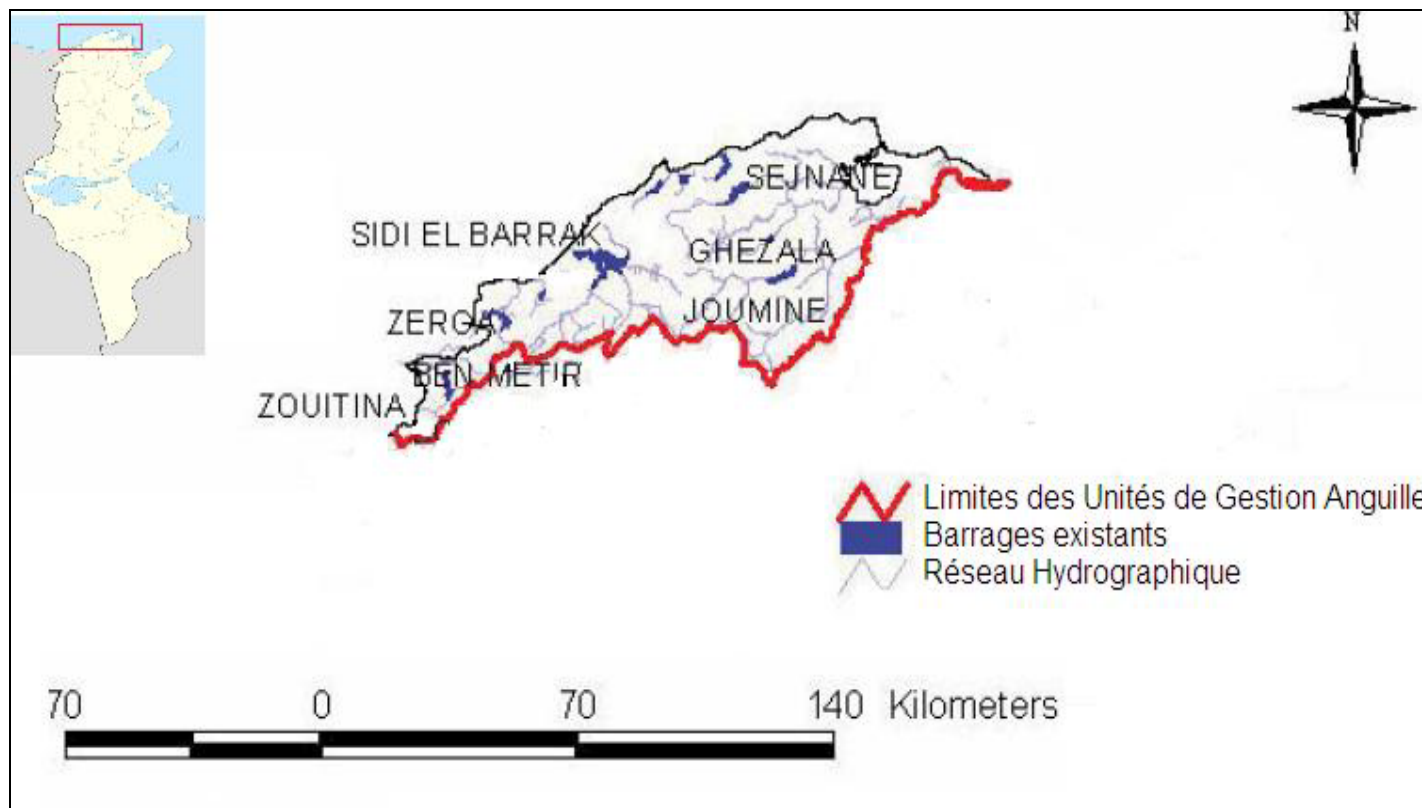 N
SEJNANE
SIDI EL BARRAK
GHEZALA
JOUMINE
ZERGA
BEN METIR
ZOUITINA
Limites des Unités de Gestion Anguille
Barrages existants
Réseau Hydrographique
70 0 70 140 Kilometers